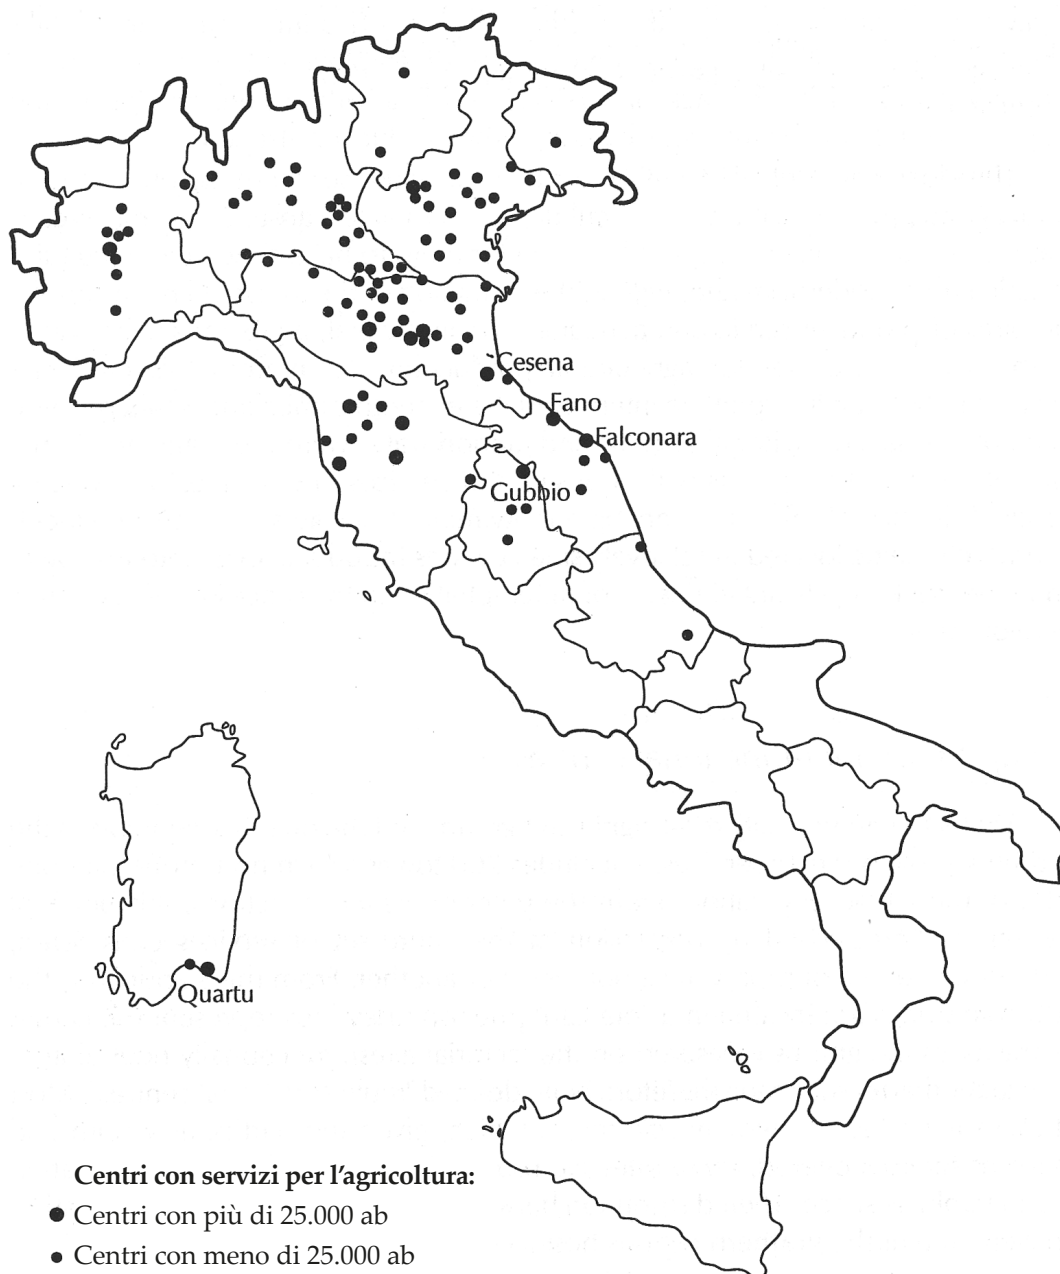 Cesena
Fano
Falconara
Gubbio
Quartu
Centri con servizi per l'agricoltura:
Centri con più di 25.000 ab
Centri con meno di 25.000 ab